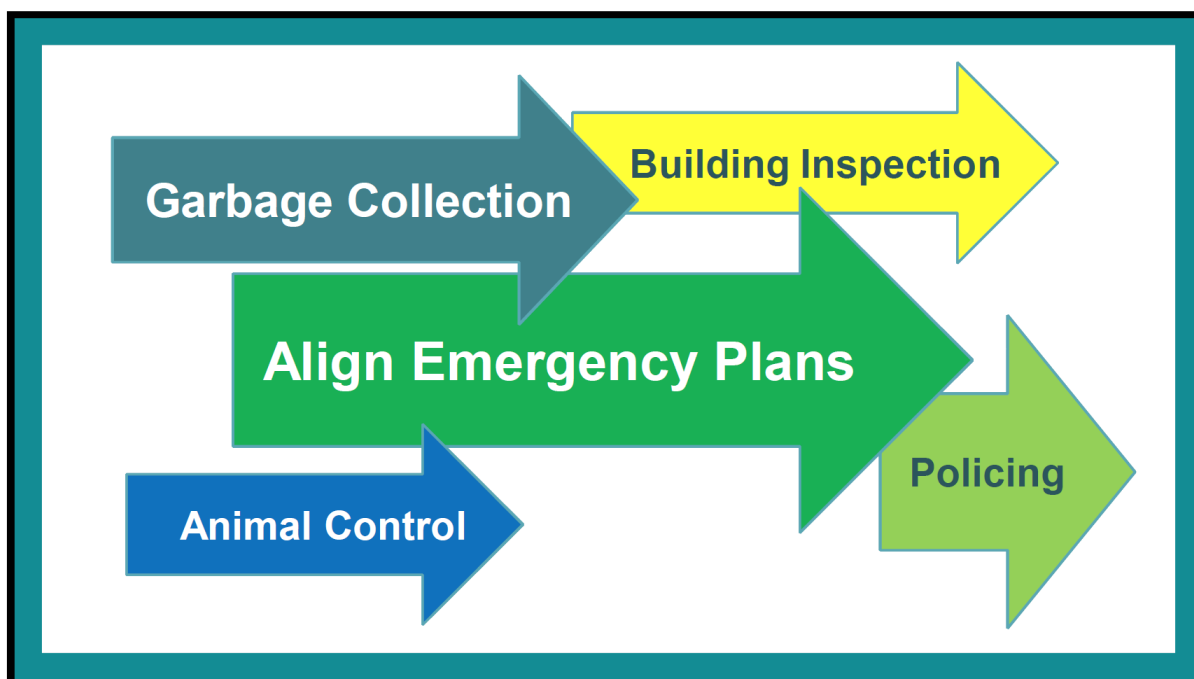 Building Inspection
Garbage Collection
Align Emergency Plans
Policing
Animal Control